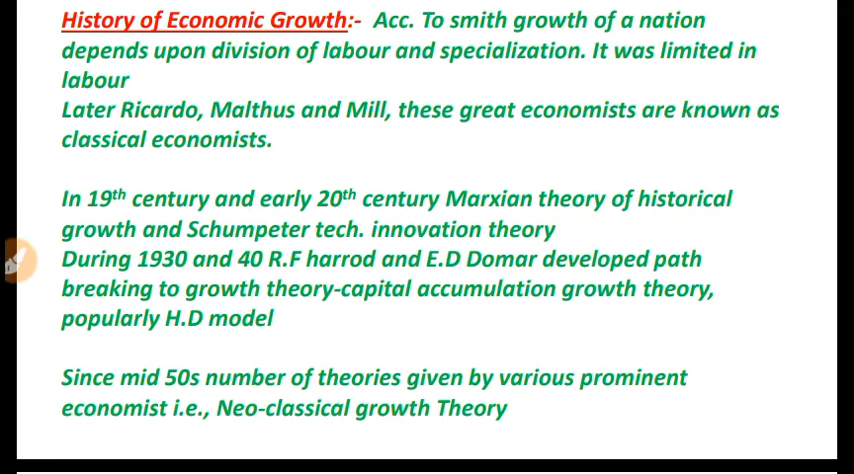 History of Economic Growth:- Acc. To smith growth of a nation
depends upon division of labour and specialization. It was limited in
labour
Later Ricardo, Malthus and Mill, these great economists are known as
classical economists.
In 19th century and early 20th century Marxian theory of historical
growth and Schumpeter tech. innovation theory
During 1930 and 40 R.F harrod and E.D Domar developed path
breaking to growth theory-capital accumulation growth theory,
popularly H.D model
Since mid 50s number of theories given by various prominent
economist i.e., Neo-classical growth Theory